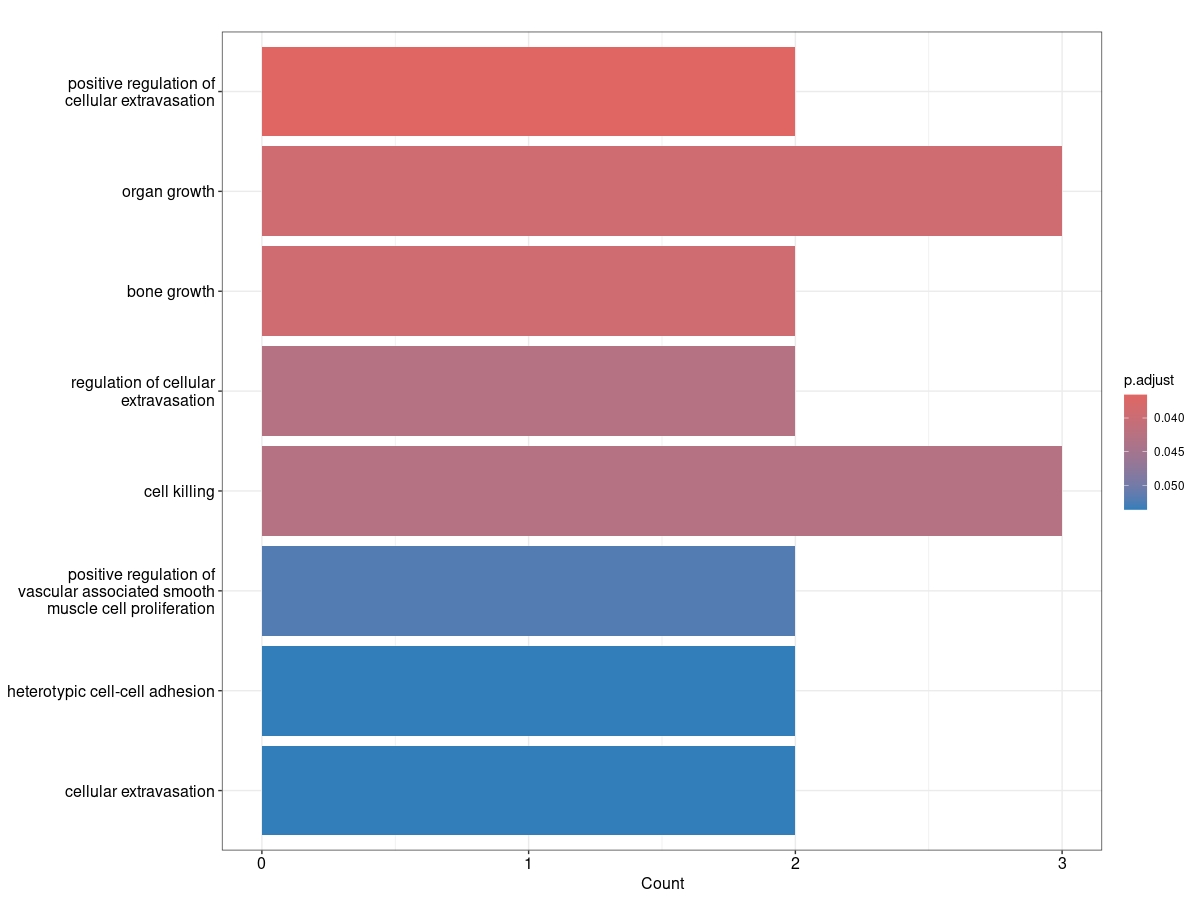 positive regulation of
cellular extravasation
organ growth
bone growth
regulation of cellular
extravasation
cell killing
positive regulation of
vascular associated smooth
muscle cell proliferation
heterotypic cell-cell adhesion
cellular extravasation
0
1
2
3
Count
p.adjust
0.040
0.045
0.050